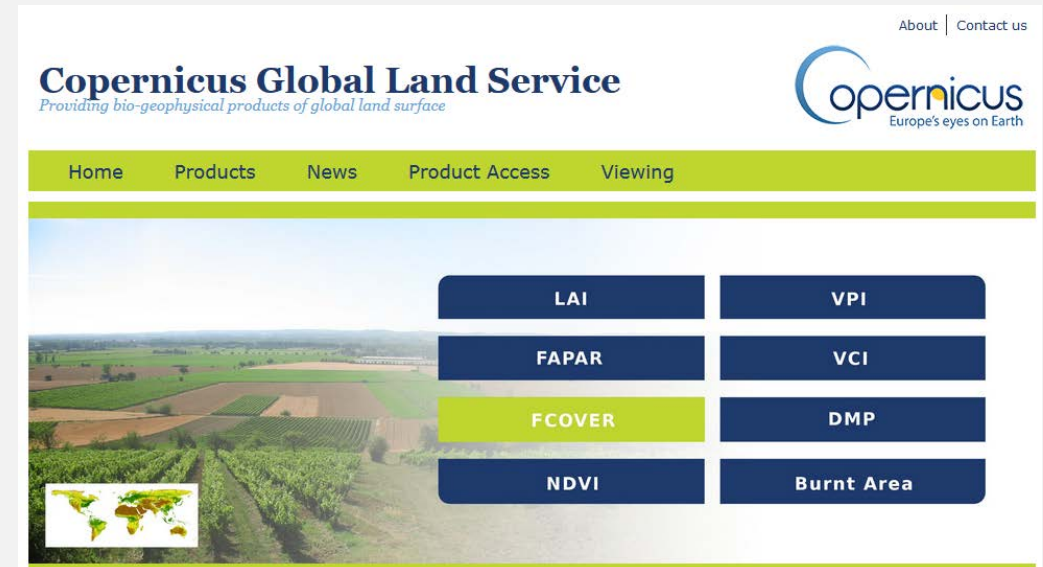 About | Contact us
Copernicus Global Land Service
Providing bio-geophysical products of global land surface
opernicus
Europe's eyes on Earth
Home Products News Product Access Viewing
LAI VPI
FAPAR VCI
FCOVER DMP
NDVI Burnt Area